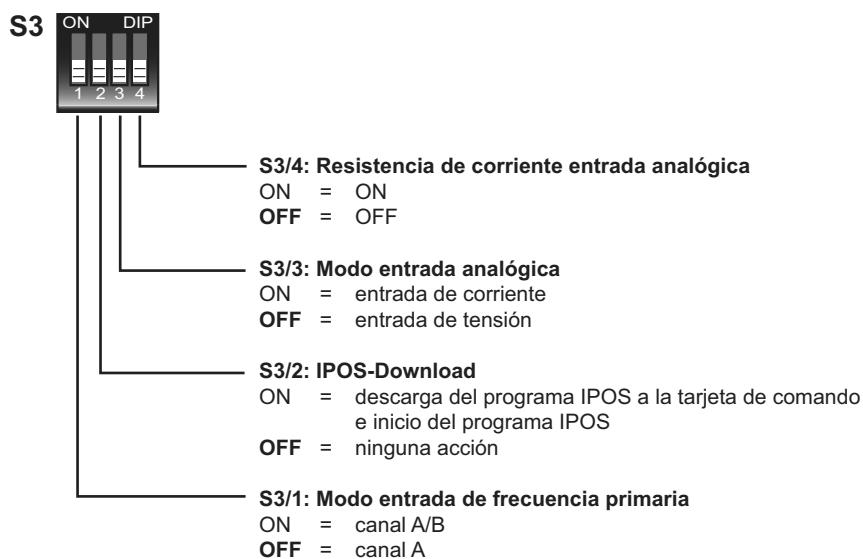 S3
ON DIP
1 2 3 4
S3/4: Resistencia de corriente entrada analógica
ON = ON
OFF = OFF
S3/3: Modo entrada analógica
ON = entrada de corriente
OFF = entrada de tensión
S3/2: IPOS-Download
ON = descarga del programa IPOS a la tarjeta de comando
e inicio del programa IPOS
OFF = ninguna acción
S3/1: Modo entrada de frecuencia primaria
ON = canal A/B
OFF = canal A